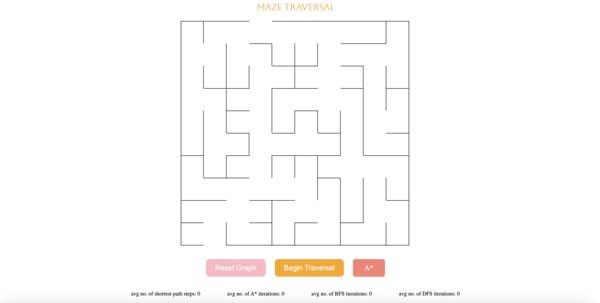 MAZE TRAVERSAL
Reset Graph Begin Traversal A*
avg no. of shortest path steps: 0 avg no. of A* iterations: 0 avg no. of BFS iterations: 0 avg no. of DFS iterations: 0